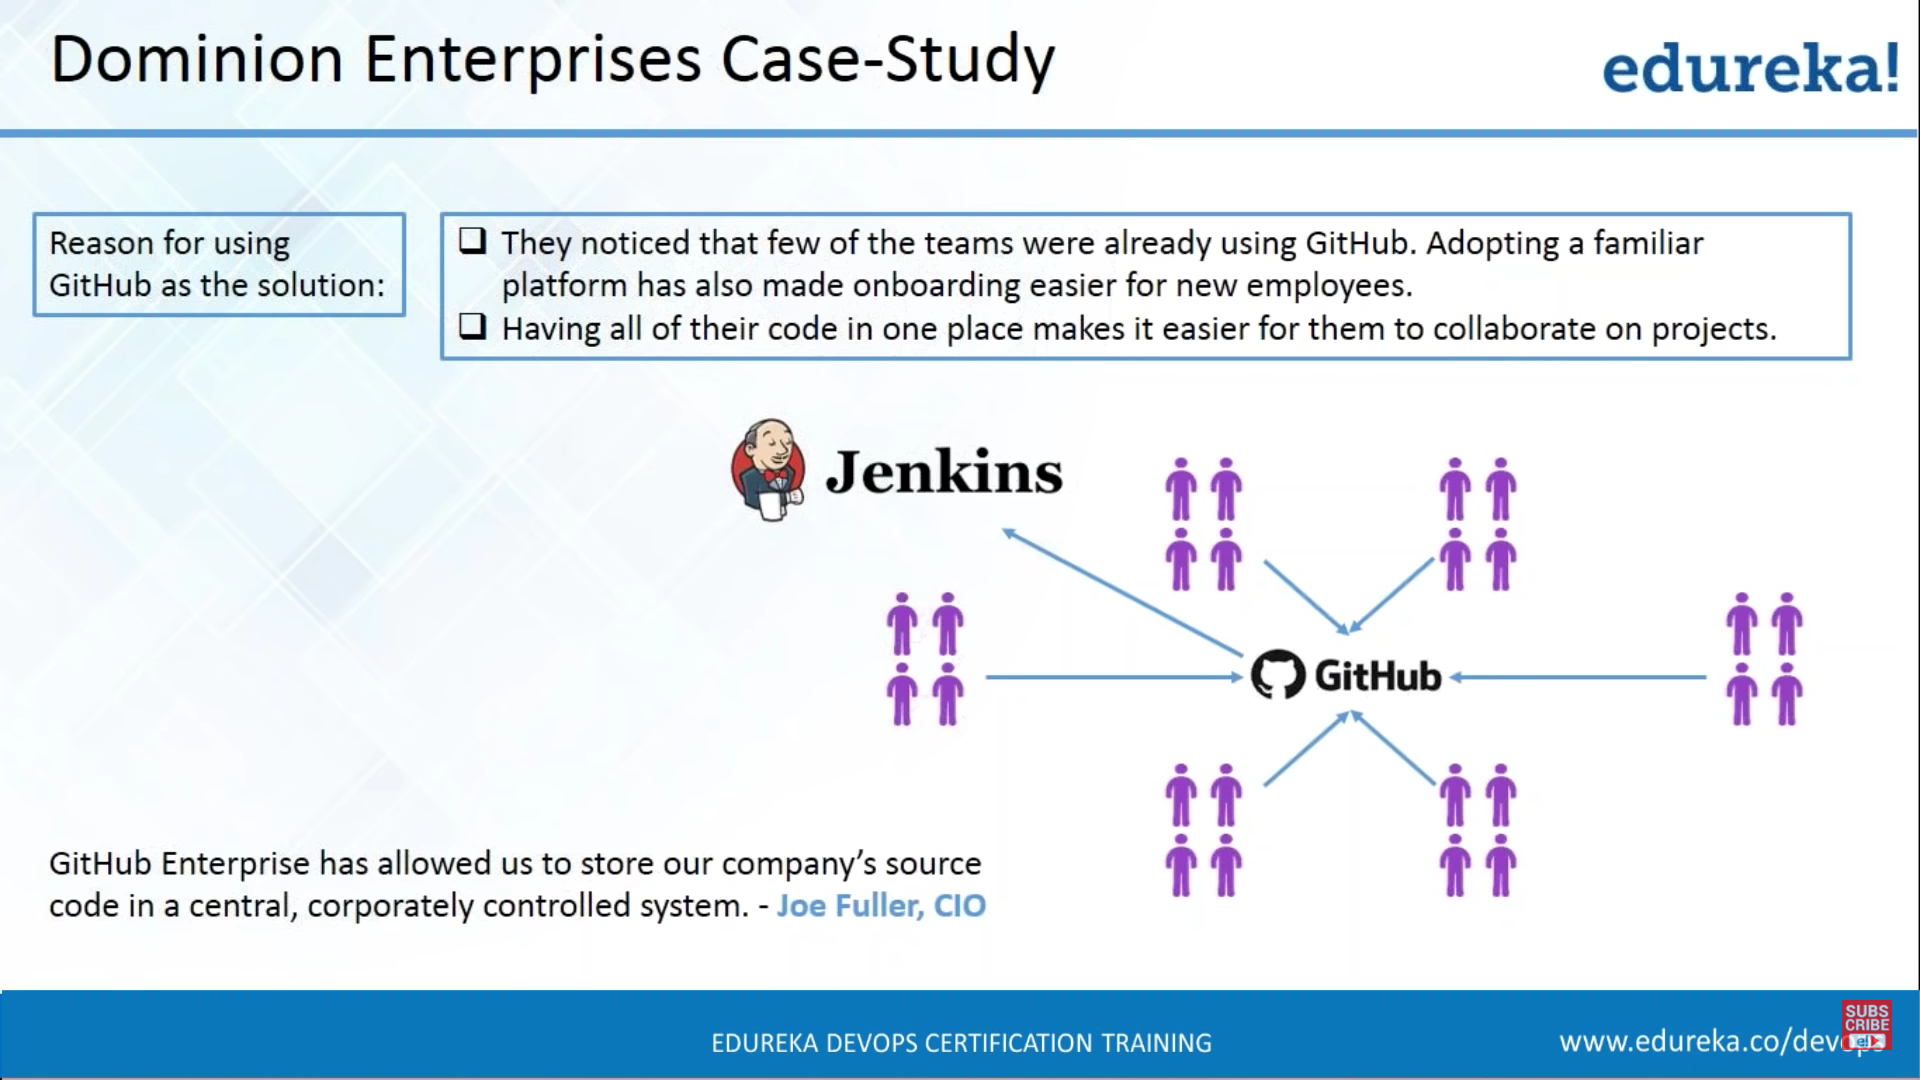 Dominion Enterprises Case-Study
edureka!
Reason for using
GitHub as the solution:
They noticed that few of the teams were already using GitHub. Adopting a familiar
platform has also made onboarding easier for new employees.
Having all of their code in one place makes it easier for them to collaborate on projects.
Jenkins
GitHub
GitHub Enterprise has allowed us to store our company’s source
code in a central, corporately controlled system. - Joe Fuller, CIO
EDUREKA DEVOPS CERTIFICATION TRAINING
www.edureka.co/devops
SUBS
CRIBE
e!